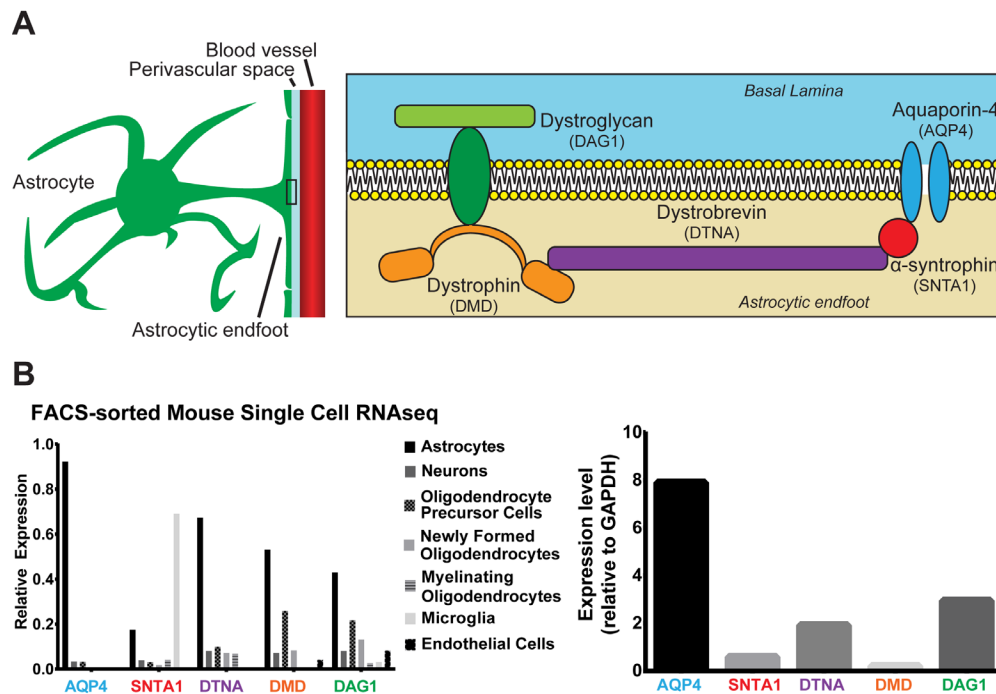 A
Blood vessel
Perivascular space
Astrocyte
Astrocytic endfoot
Basal Lamina
Dystroglycan
(DAG1)
Aquaporin-4
(AQP4)
Dystrobrevin
(DTNA)
Dystrophin
(DMD)
α-syntrophin
(SNTA1)
Astrocytic endfoot
B
FACS-sorted Mouse Single Cell RNAseq
Relative Expression
1.0
0.8
0.6
0.4
0.2
0.0
AQP4 SNTA1 DTNA DMD DAG1
Astrocytes
Neurons
Oligodendrocyte
Precursor Cells
Newly Formed
Oligodendrocytes
Myelinating
Oligodendrocytes
Microglia
Endothelial Cells
Expression level
(relative to GAPDH)
10
8
6
4
2
0
AQP4 SNTA1 DTNA DMD DAG1